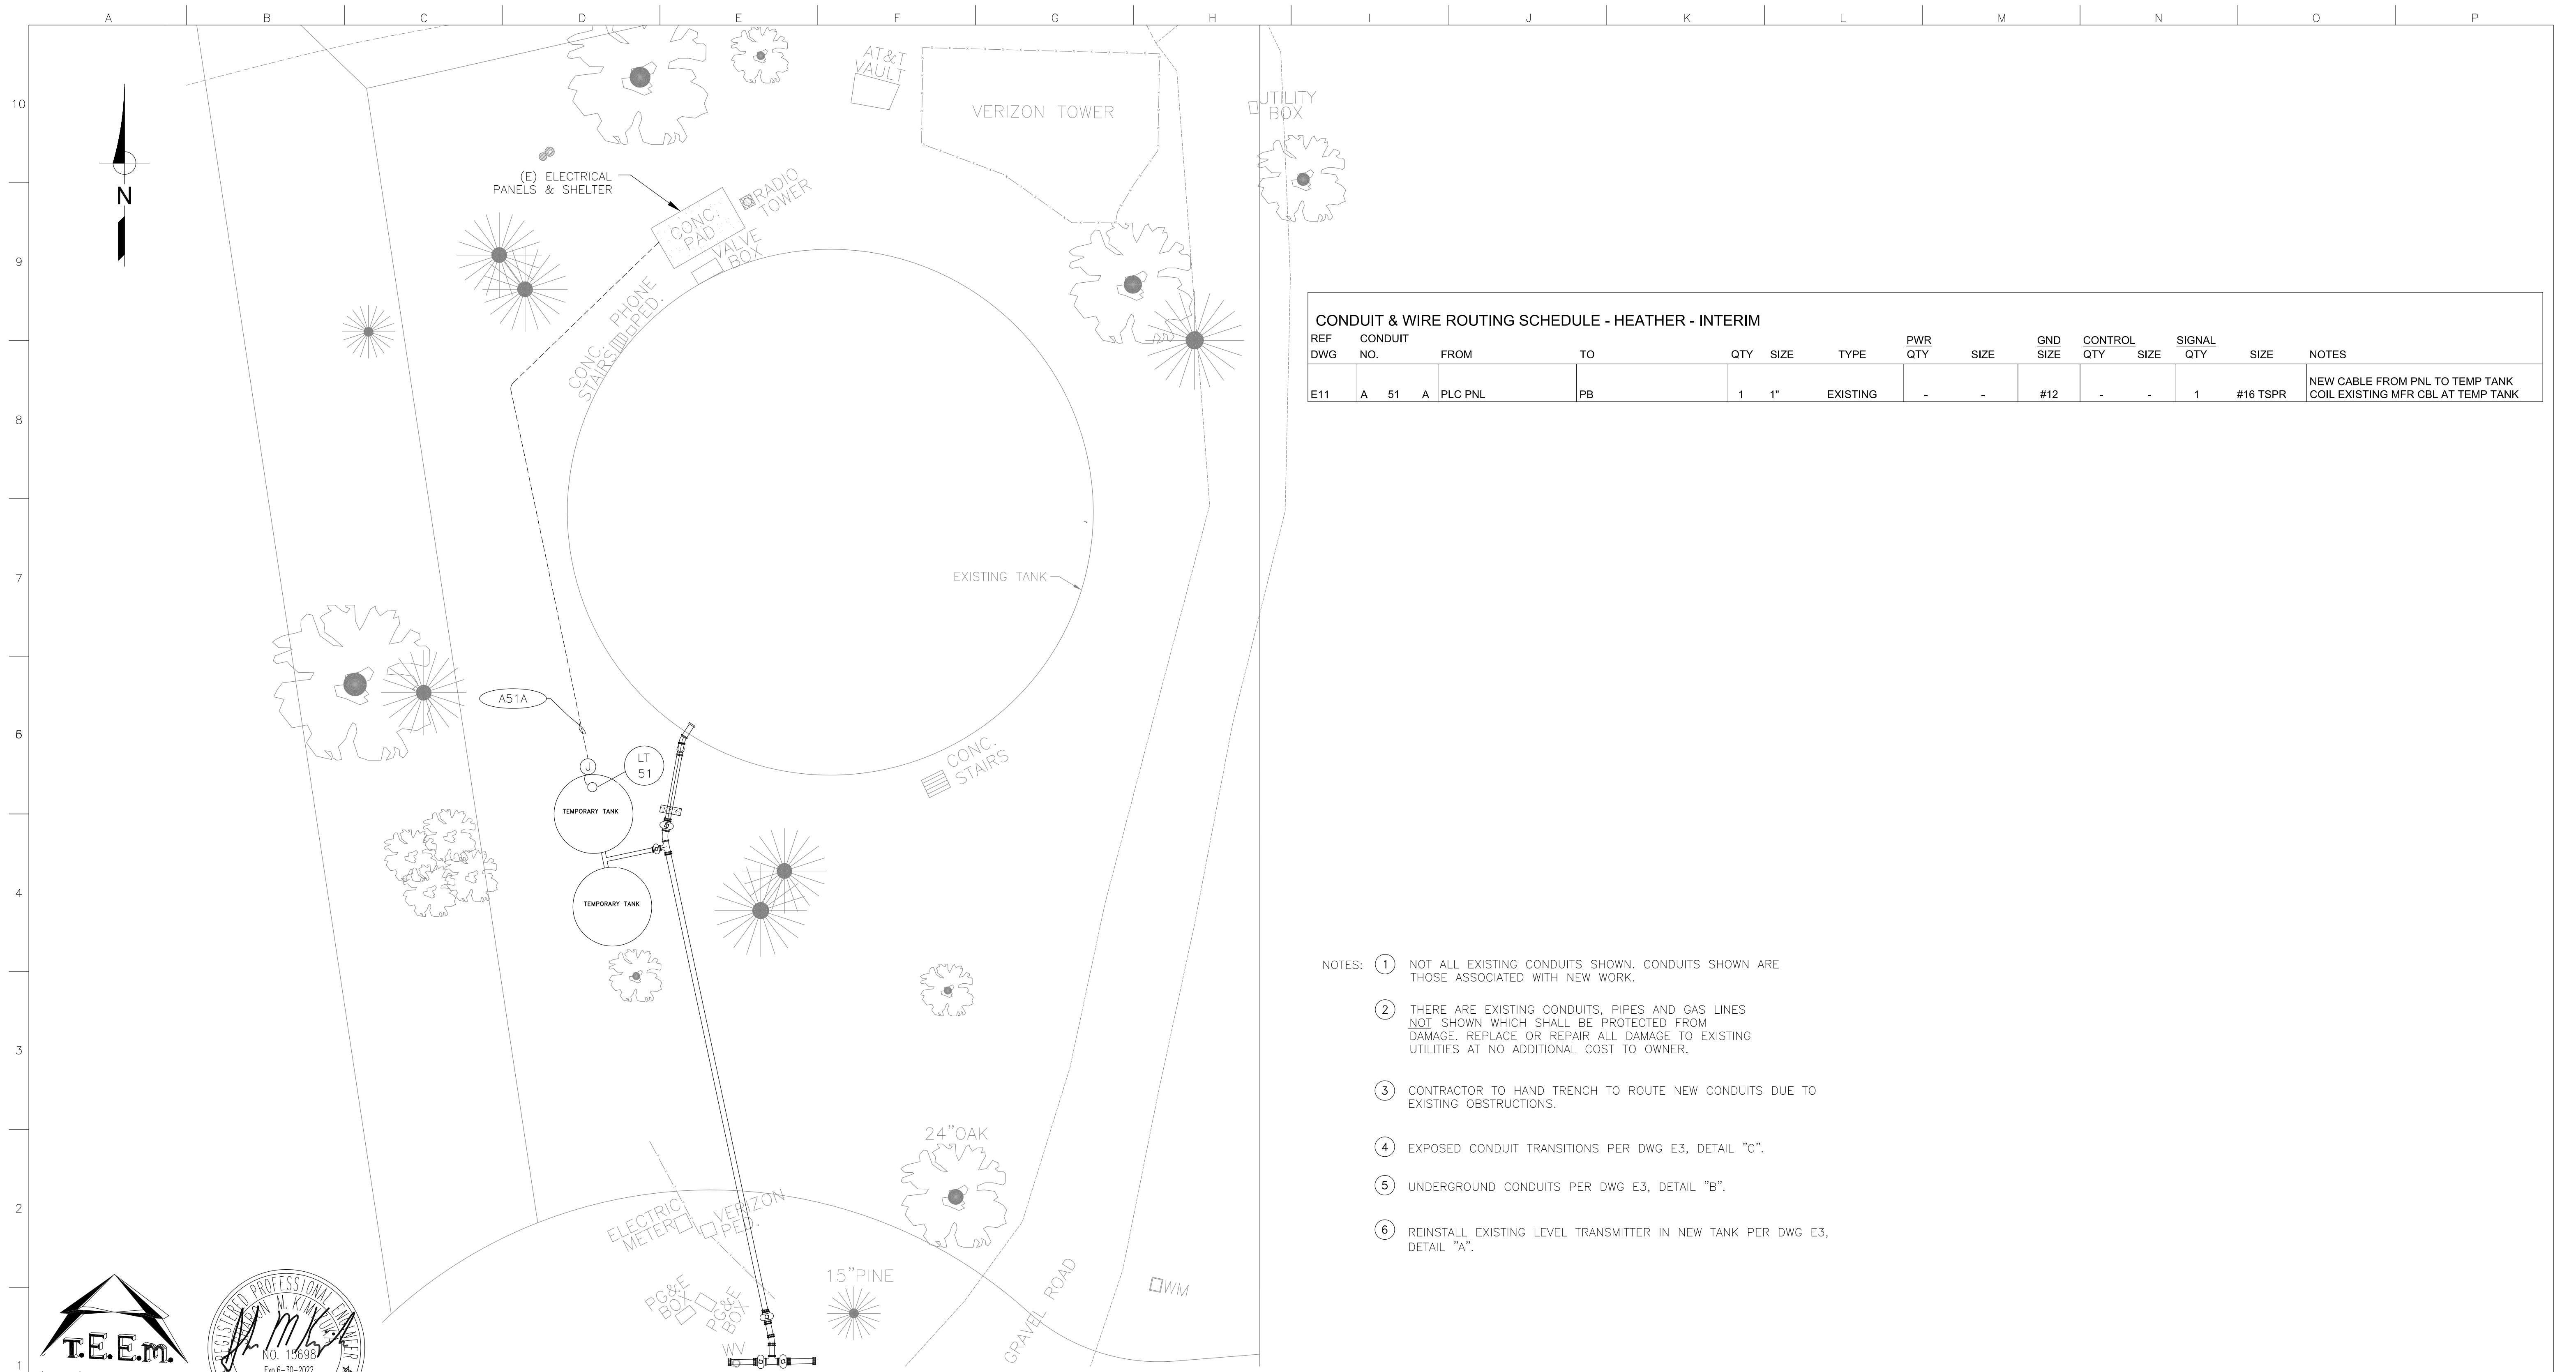 A B C D E F G H I J K L M N O P
10
9
8
7
6
4
3
2
1
N
AT&T
VAULT
VERIZON TOWER
UTILITY
BOX
(E) ELECTRICAL
PANELS & SHELTER
RADIO
TOWER
CONC.
PAD
VALVE
BOX
PHONE
PED.
CONC.
STAIRS
EXISTING TANK
A51A
J
LT
51
TEMPORARY TANK
CONC.
STAIRS
TEMPORARY TANK
24"OAK
ELECTRIC
METER
VERIZON
PED.
PG&E
BOX
PG&E
BOX
15"PINE
GRAVEL ROAD
WM
WV
T.E.E.M.
REGISTERED PROFESSIONAL ENGINEER
NO. 15698
Exp 6-30-2022
CONDUIT & WIRE ROUTING SCHEDULE - HEATHER - INTERIM
REF CONDUIT PWR GND CONTROL SIGNAL
DWG NO. FROM TO QTY SIZE TYPE QTY SIZE SIZE QTY SIZE QTY SIZE NOTES
NEW CABLE FROM PNL TO TEMP TANK
E11 A 51 A PLC PNL PB 1 1" EXISTING - - #12 - - 1 #16 TSPR COIL EXISTING MFR CBL AT TEMP TANK
NOTES: 1 NOT ALL EXISTING CONDUITS SHOWN. CONDUITS SHOWN ARE
THOSE ASSOCIATED WITH NEW WORK.
2 THERE ARE EXISTING CONDUITS, PIPES AND GAS LINES
NOT SHOWN WHICH SHALL BE PROTECTED FROM
DAMAGE. REPLACE OR REPAIR ALL DAMAGE TO EXISTING
UTILITIES AT NO ADDITIONAL COST TO OWNER.
3 CONTRACTOR TO HAND TRENCH TO ROUTE NEW CONDUITS DUE TO
EXISTING OBSTRUCTIONS.
4 EXPOSED CONDUIT TRANSITIONS PER DWG E3, DETAIL "C".
5 UNDERGROUND CONDUITS PER DWG E3, DETAIL "B".
6 REINSTALL EXISTING LEVEL TRANSMITTER IN NEW TANK PER DWG E3,
DETAIL "A".